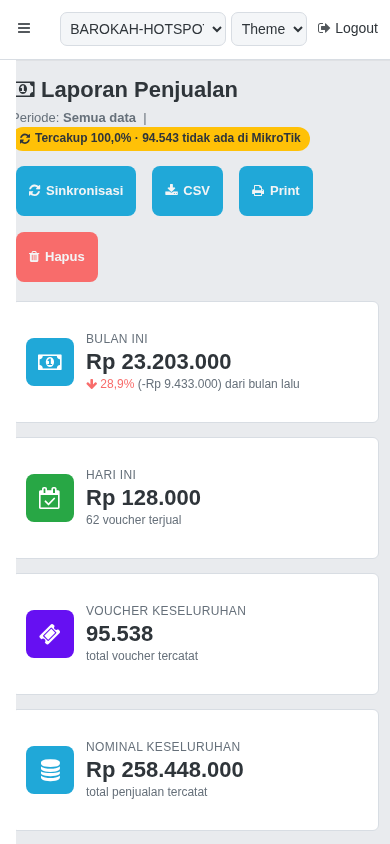 BAROKAH-HOTSPOT Theme Logout
Laporan Penjualan
Periode: Semua data |
Tercakup 100,0% · 94.543 tidak ada di MikroTik
Sinkronisasi CSV Print
Hapus
BULAN INI
Rp 23.203.000
28,9% (-Rp 9.433.000) dari bulan lalu
HARI INI
Rp 128.000
62 voucher terjual
VOUCHER KESELURUHAN
95.538
total voucher tercatat
NOMINAL KESELURUHAN
Rp 258.448.000
total penjualan tercatat